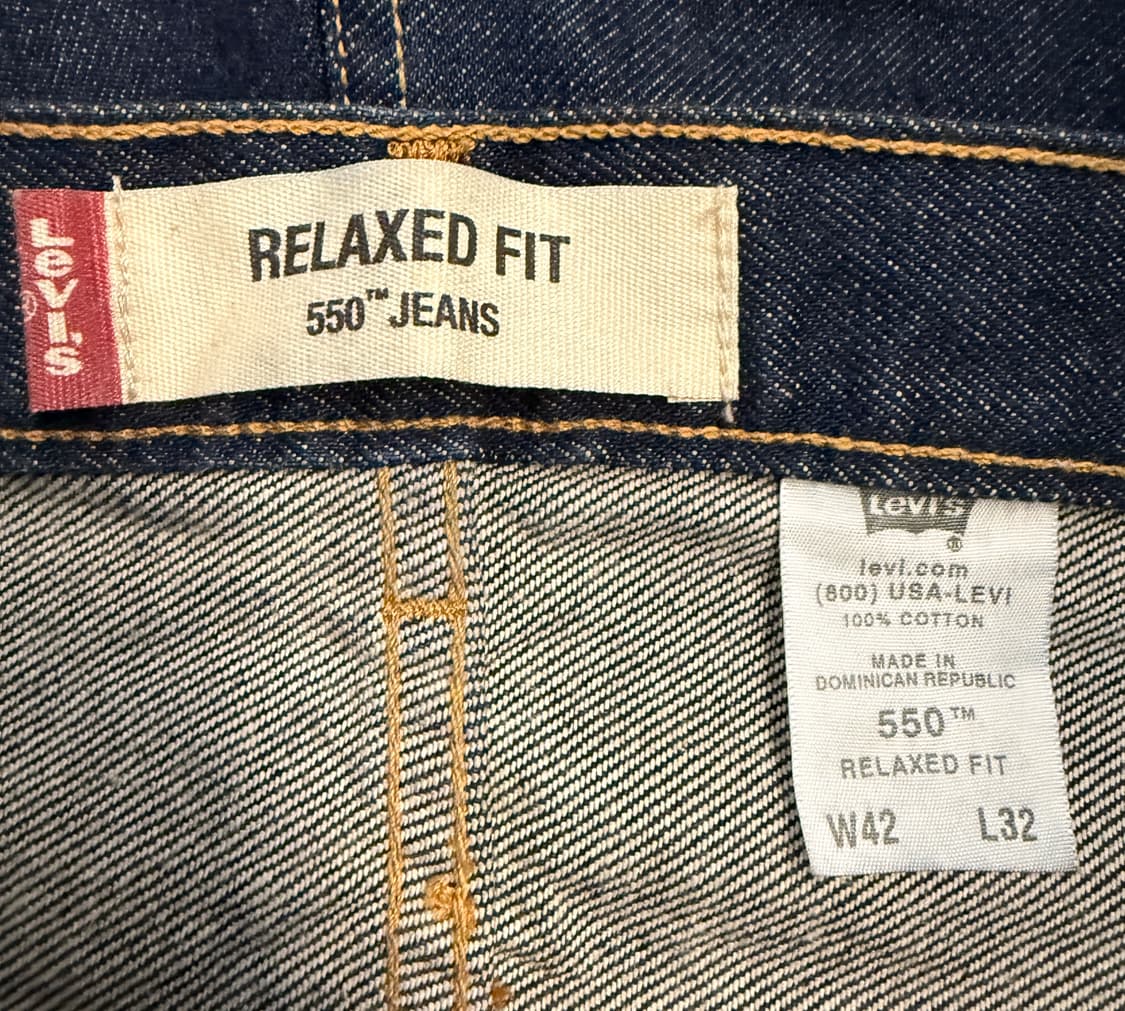 Levi's ®
RELAXED FIT
550™ JEANS
Levi's
®
levi.com
(800) USA-LEVI
100% COTTON
MADE IN
DOMINICAN REPUBLIC
550™
RELAXED FIT
W42 L32